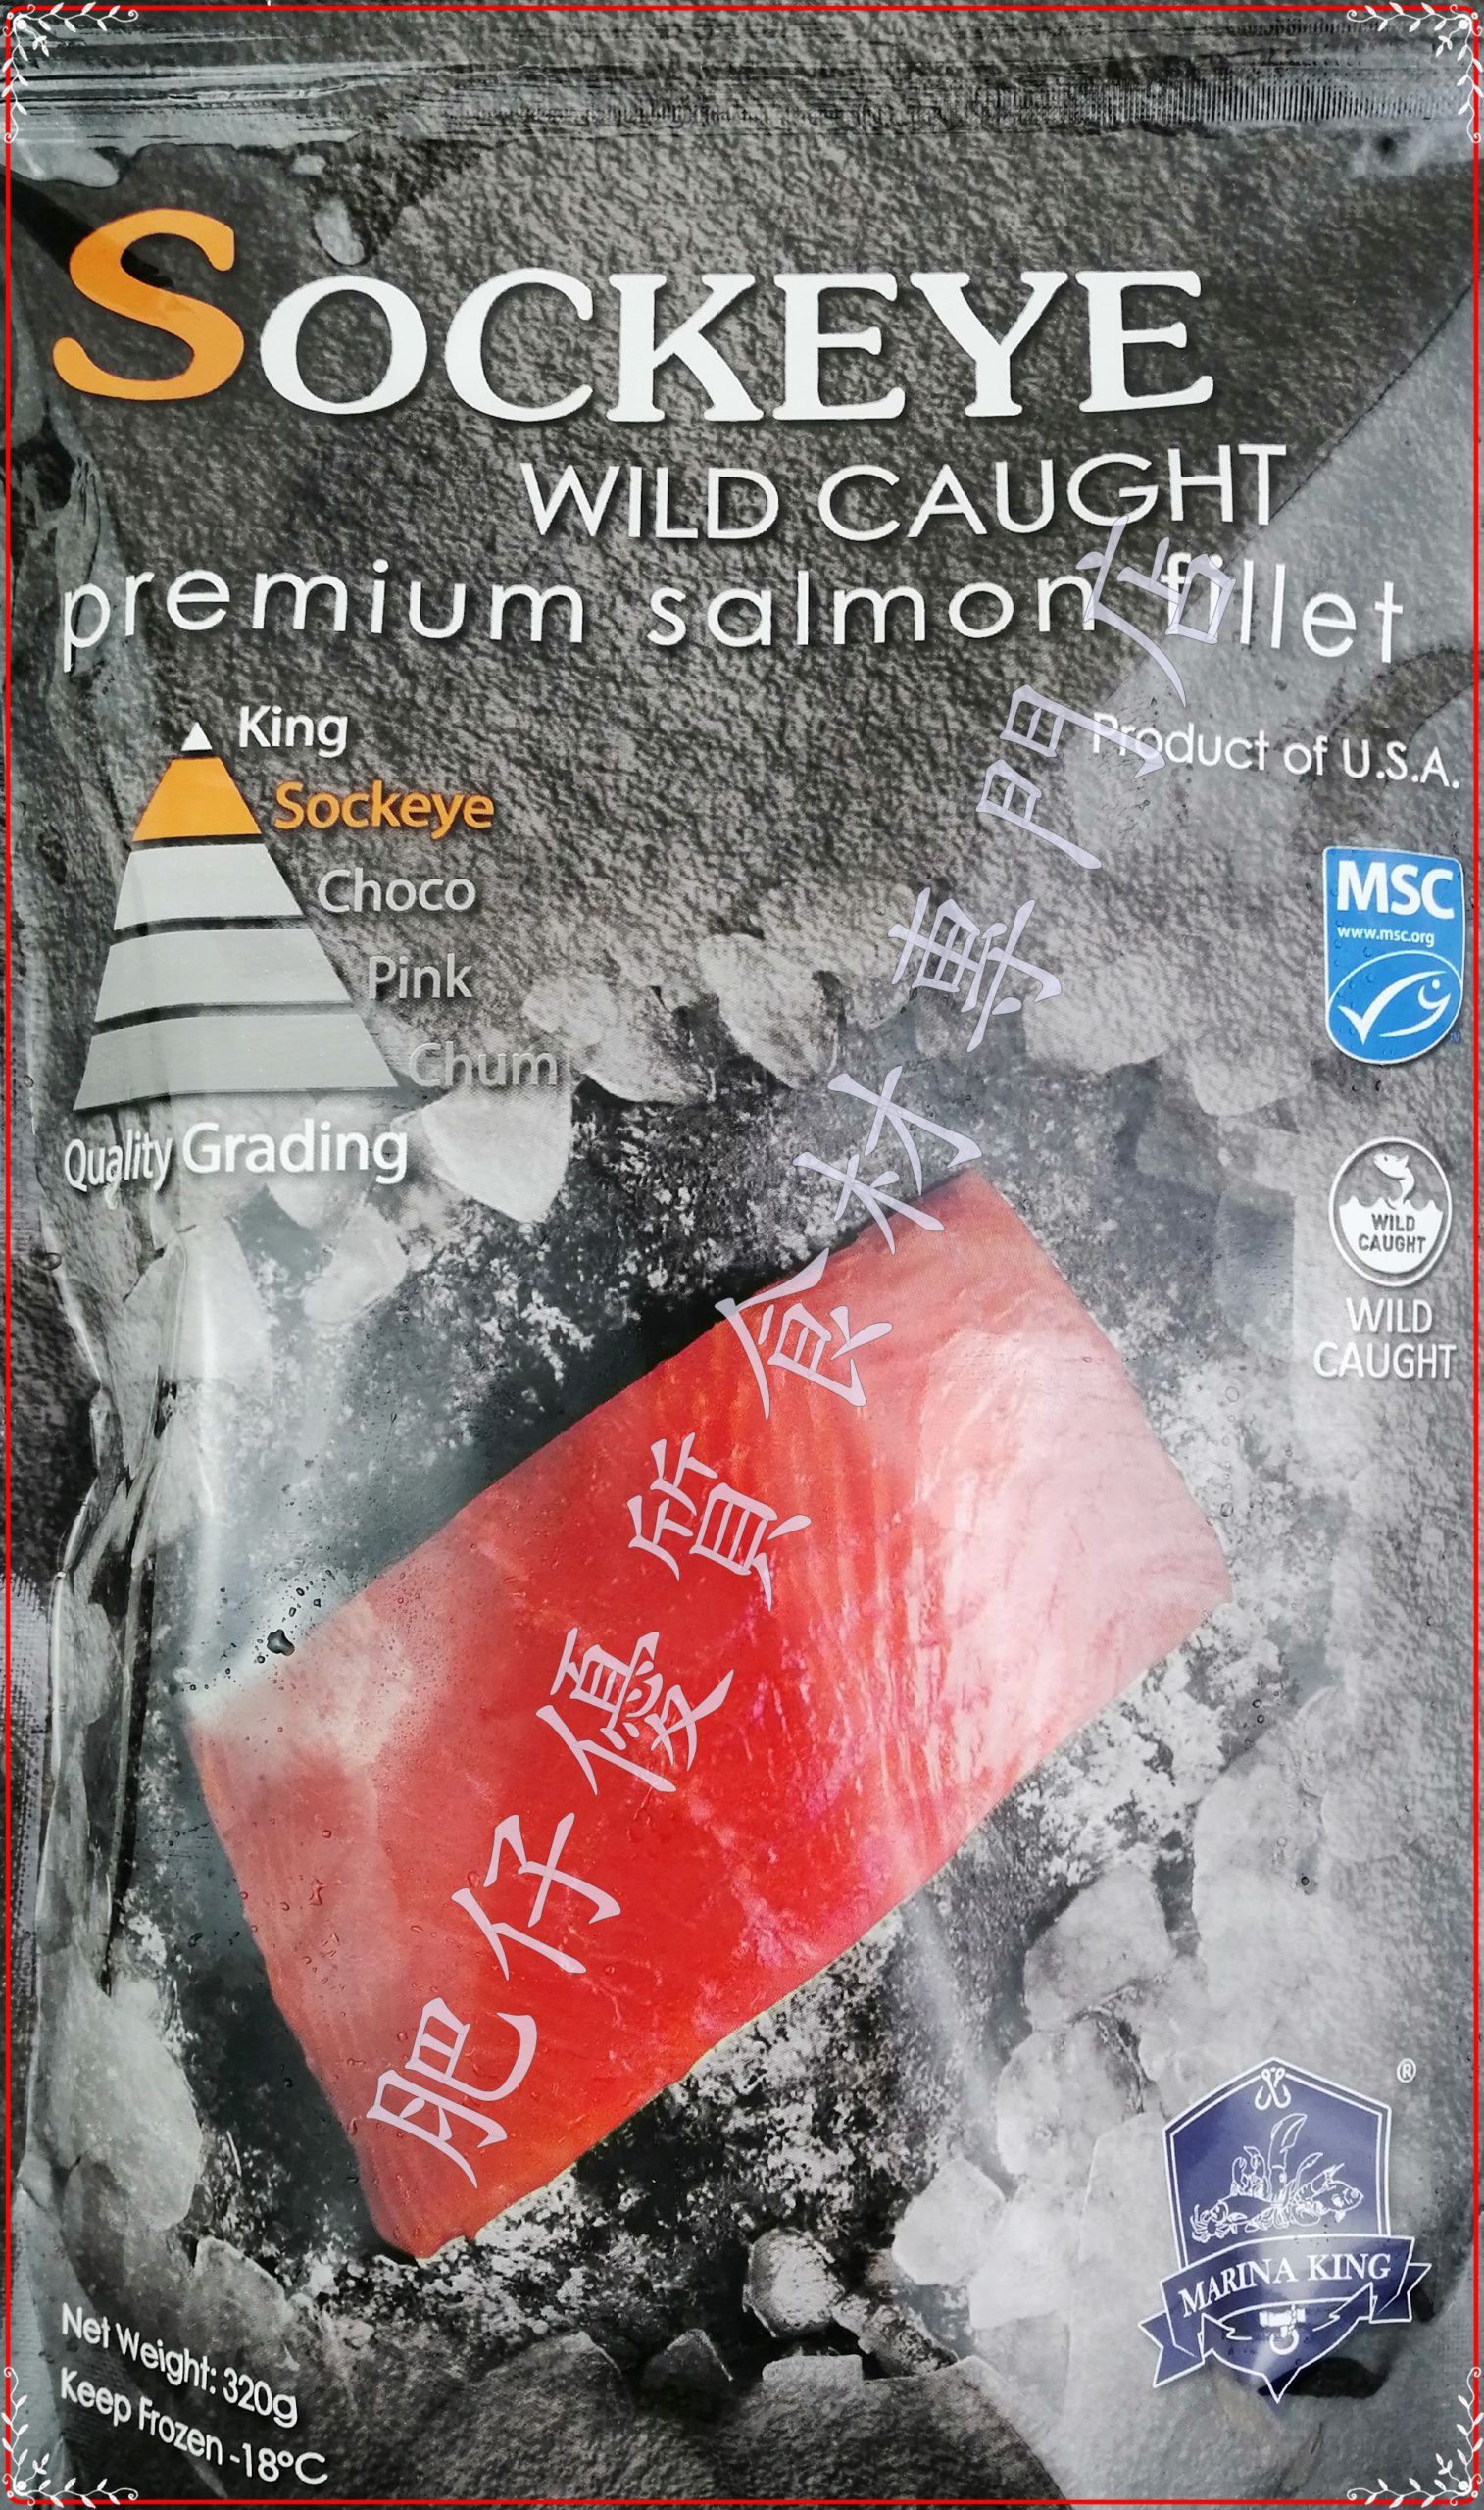 SOCKEYE
WILD CAUGHT
premium salmon fillet
King
Sockeye
Choco
Pink
Chum
Quality Grading
Product of U.S.A.
MSC
www.msc.org
WILD
CAUGHT
WILD
CAUGHT
肥仔優質食材專門店
®
MARINA KING
Net Weight: 320g
Keep Frozen -18°C